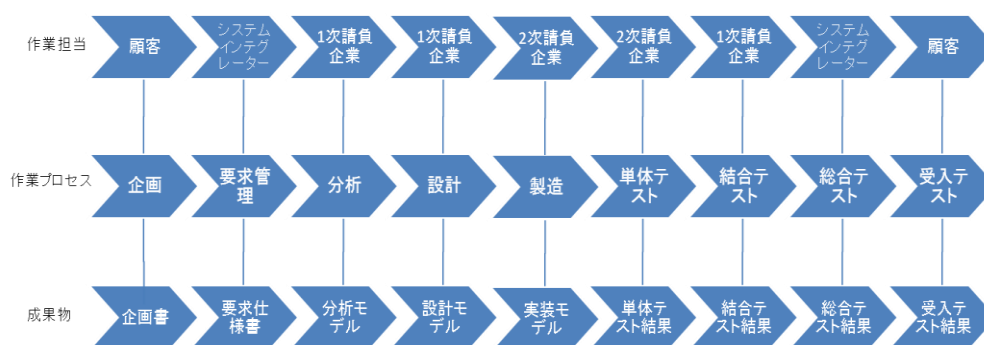 作業担当
顧客
システム
インテグ
レーター
1次請負
企業
1次請負
企業
2次請負
企業
2次請負
企業
1次請負
企業
システム
インテグ
レーター
顧客
作業プロセス
企画
要求管
理
分析
設計
製造
単体テ
スト
結合テ
スト
総合テ
スト
受入テ
スト
成果物
企画書
要求仕
様書
分析モ
デル
設計モ
デル
実装モ
デル
単体テ
スト結果
結合テ
スト結果
総合テ
スト結果
受入テ
スト結果